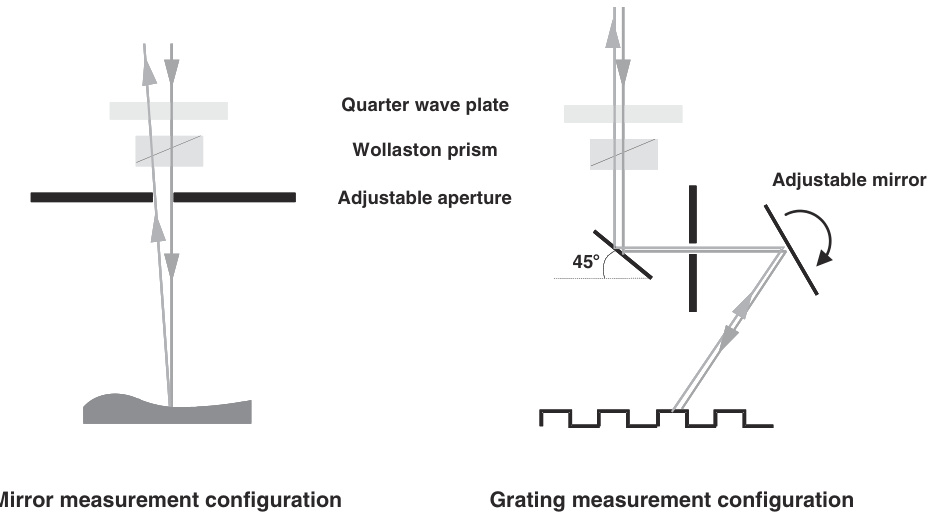 Quarter wave plate
Wollaston prism
Adjustable aperture
Adjustable mirror
45°
Mirror measurement configuration
Grating measurement configuration